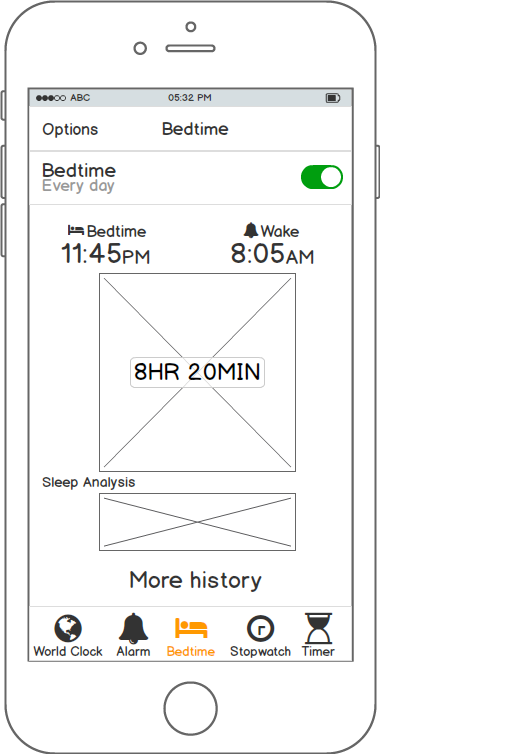 ABC 05:32 PM
Options Bedtime
Bedtime
Every day
Bedtime Wake
11:45PM 8:05AM
8HR 20MIN
Sleep Analysis
More history
World Clock Alarm Bedtime Stopwatch Timer